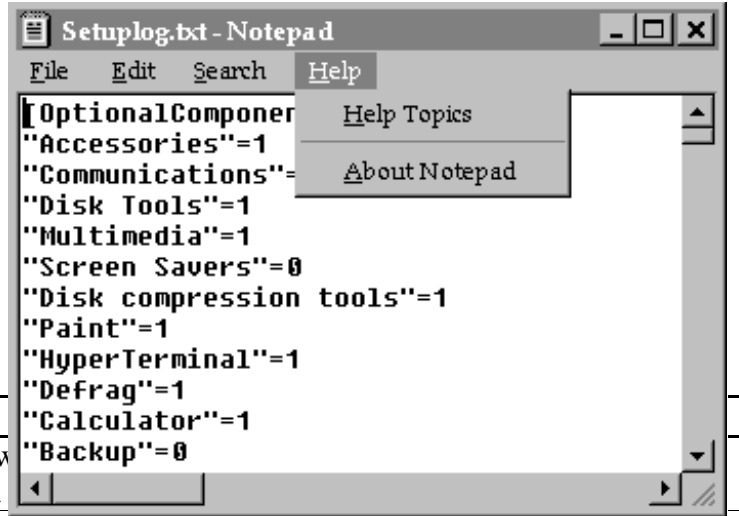 Setuplog.txt - Notepad
File Edit Search Help
Help Topics
About Notepad
[OptionalComponen
"Accessories"=1
"Communications"=
"Disk Tools"=1
"Multimedia"=1
"Screen Savers"=0
"Disk compression tools"=1
"Paint"=1
"HyperTerminal"=1
"Defrag"=1
"Calculator"=1
"Backup"=0